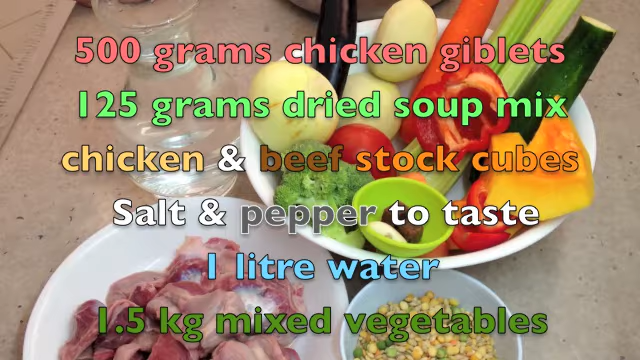 500 grams chicken giblets
125 grams dried soup mix
chicken & beef stock cubes
Salt & pepper to taste
1 litre water
1.5 kg mixed vegetables